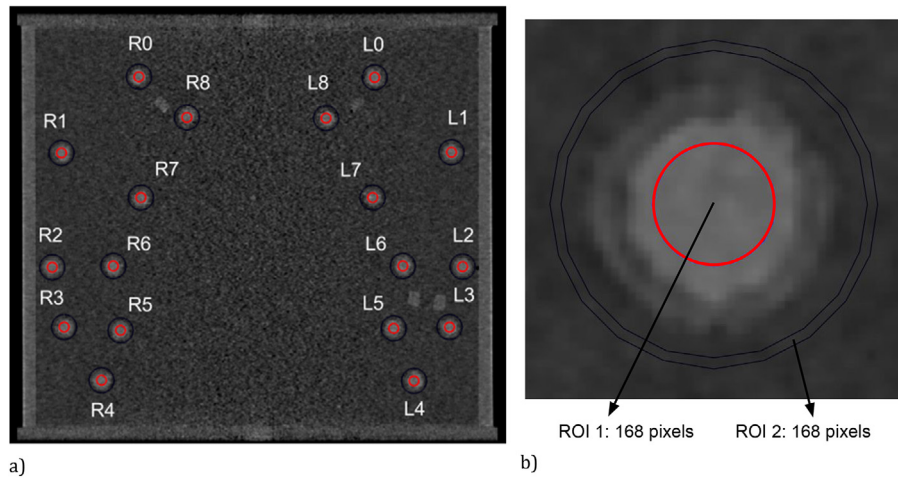 R0
L0
R8
L8
R1
L1
R7
L7
R2
R6
L6
L2
R3
R5
L5
L3
R4
L4
a)
ROI 1: 168 pixels
ROI 2: 168 pixels
b)